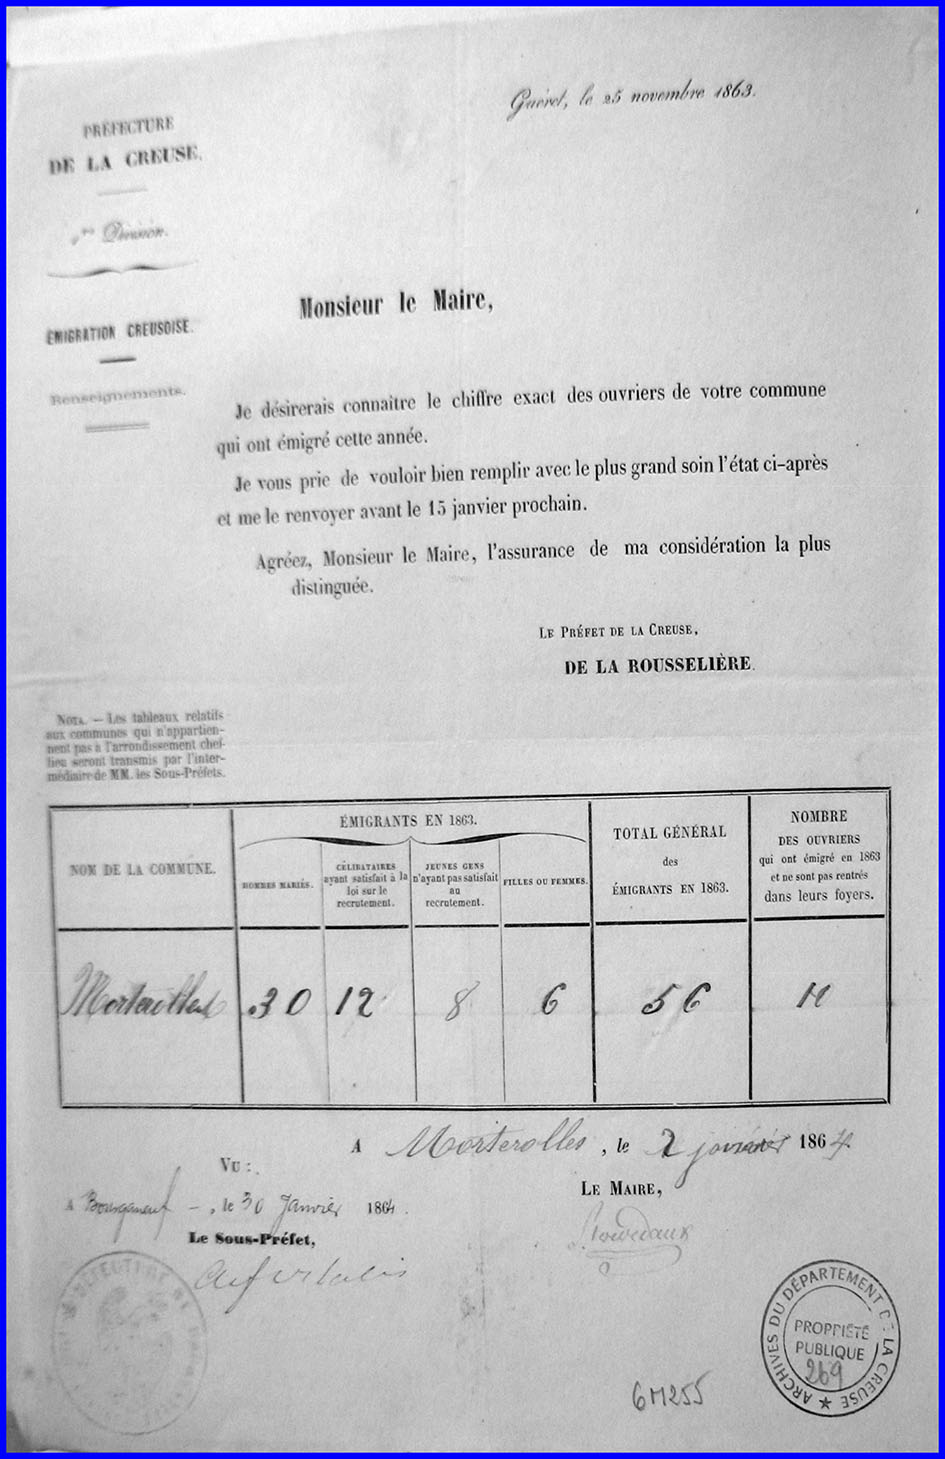 Guéret, le 25 novembre 1863.
PRÉFECTURE
DE LA CREUSE.
Division.
ÉMIGRATION CREUSOISE.
Renseignements.
Monsieur le Maire,
Je désirerais connaître le chiffre exact des ouvriers de votre commune
qui ont émigré cette année.
Je vous prie de vouloir bien remplir avec le plus grand soin l'état ci-après
et me le renvoyer avant le 15 janvier prochain.
Agréez, Monsieur le Maire, l'assurance de ma considération la plus
distinguée.
LE PRÉFET DE LA CREUSE,
DE LA ROUSSELIÈRE.
NOTA. — Les tableaux relatifs
aux communes qui n'appartien-
nent pas à l'arrondissement chef-
lieu seront transmis par l'inter-
médiaire de MM. les Sous-Préfets.
NOM DE LA COMMUNE.
ÉMIGRANTS EN 1863.
HOMMES MARIÉS.
CÉLIBATAIRES
ayant satisfait à la
loi sur le
recrutement.
JEUNES GENS
n'ayant pas satisfait
au
recrutement.
FILLES OU FEMMES.
TOTAL GÉNÉRAL
des
ÉMIGRANTS EN 1863.
NOMBRE
DES OUVRIERS
qui ont émigré en 1863
et ne sont pas rentrés
dans leurs foyers.
Morterolles 30 12 8 6 56 11
A Morterolles, le 2 janvier 1864
VU :
LE MAIRE,
A Bourganeuf, le 30 Janvier 1864.
Le Sous-Préfet,
ARCHIVES DU DÉPARTEMENT DE LA CREUSE
PROPRIÉTÉ
PUBLIQUE
269
6M255